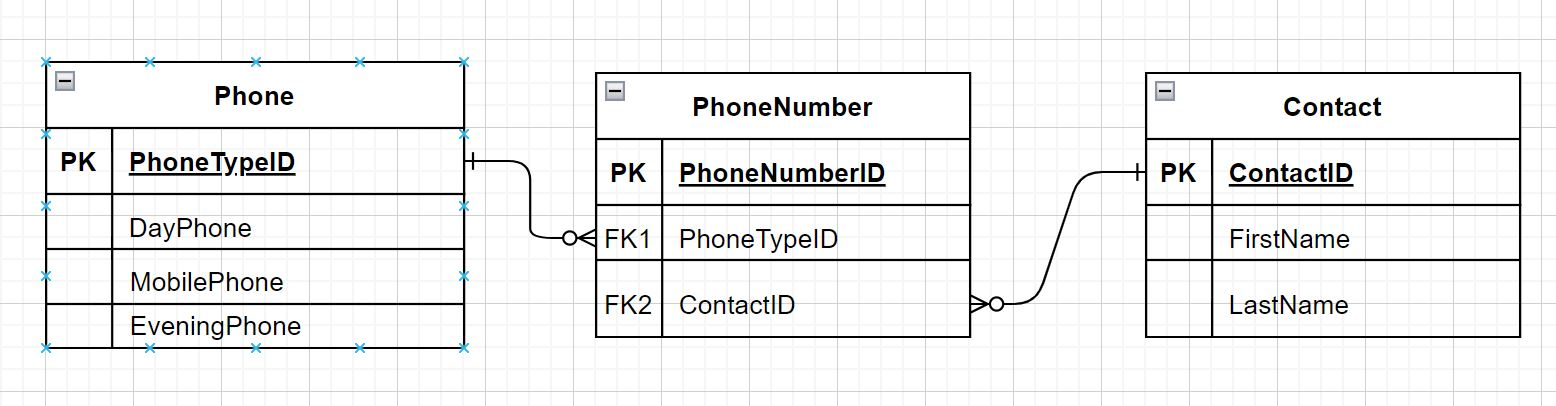 Phone
PK PhoneTypeID
DayPhone
MobilePhone
EveningPhone
PhoneNumber
PK PhoneNumberID
FK1 PhoneTypeID
FK2 ContactID
Contact
PK ContactID
FirstName
LastName